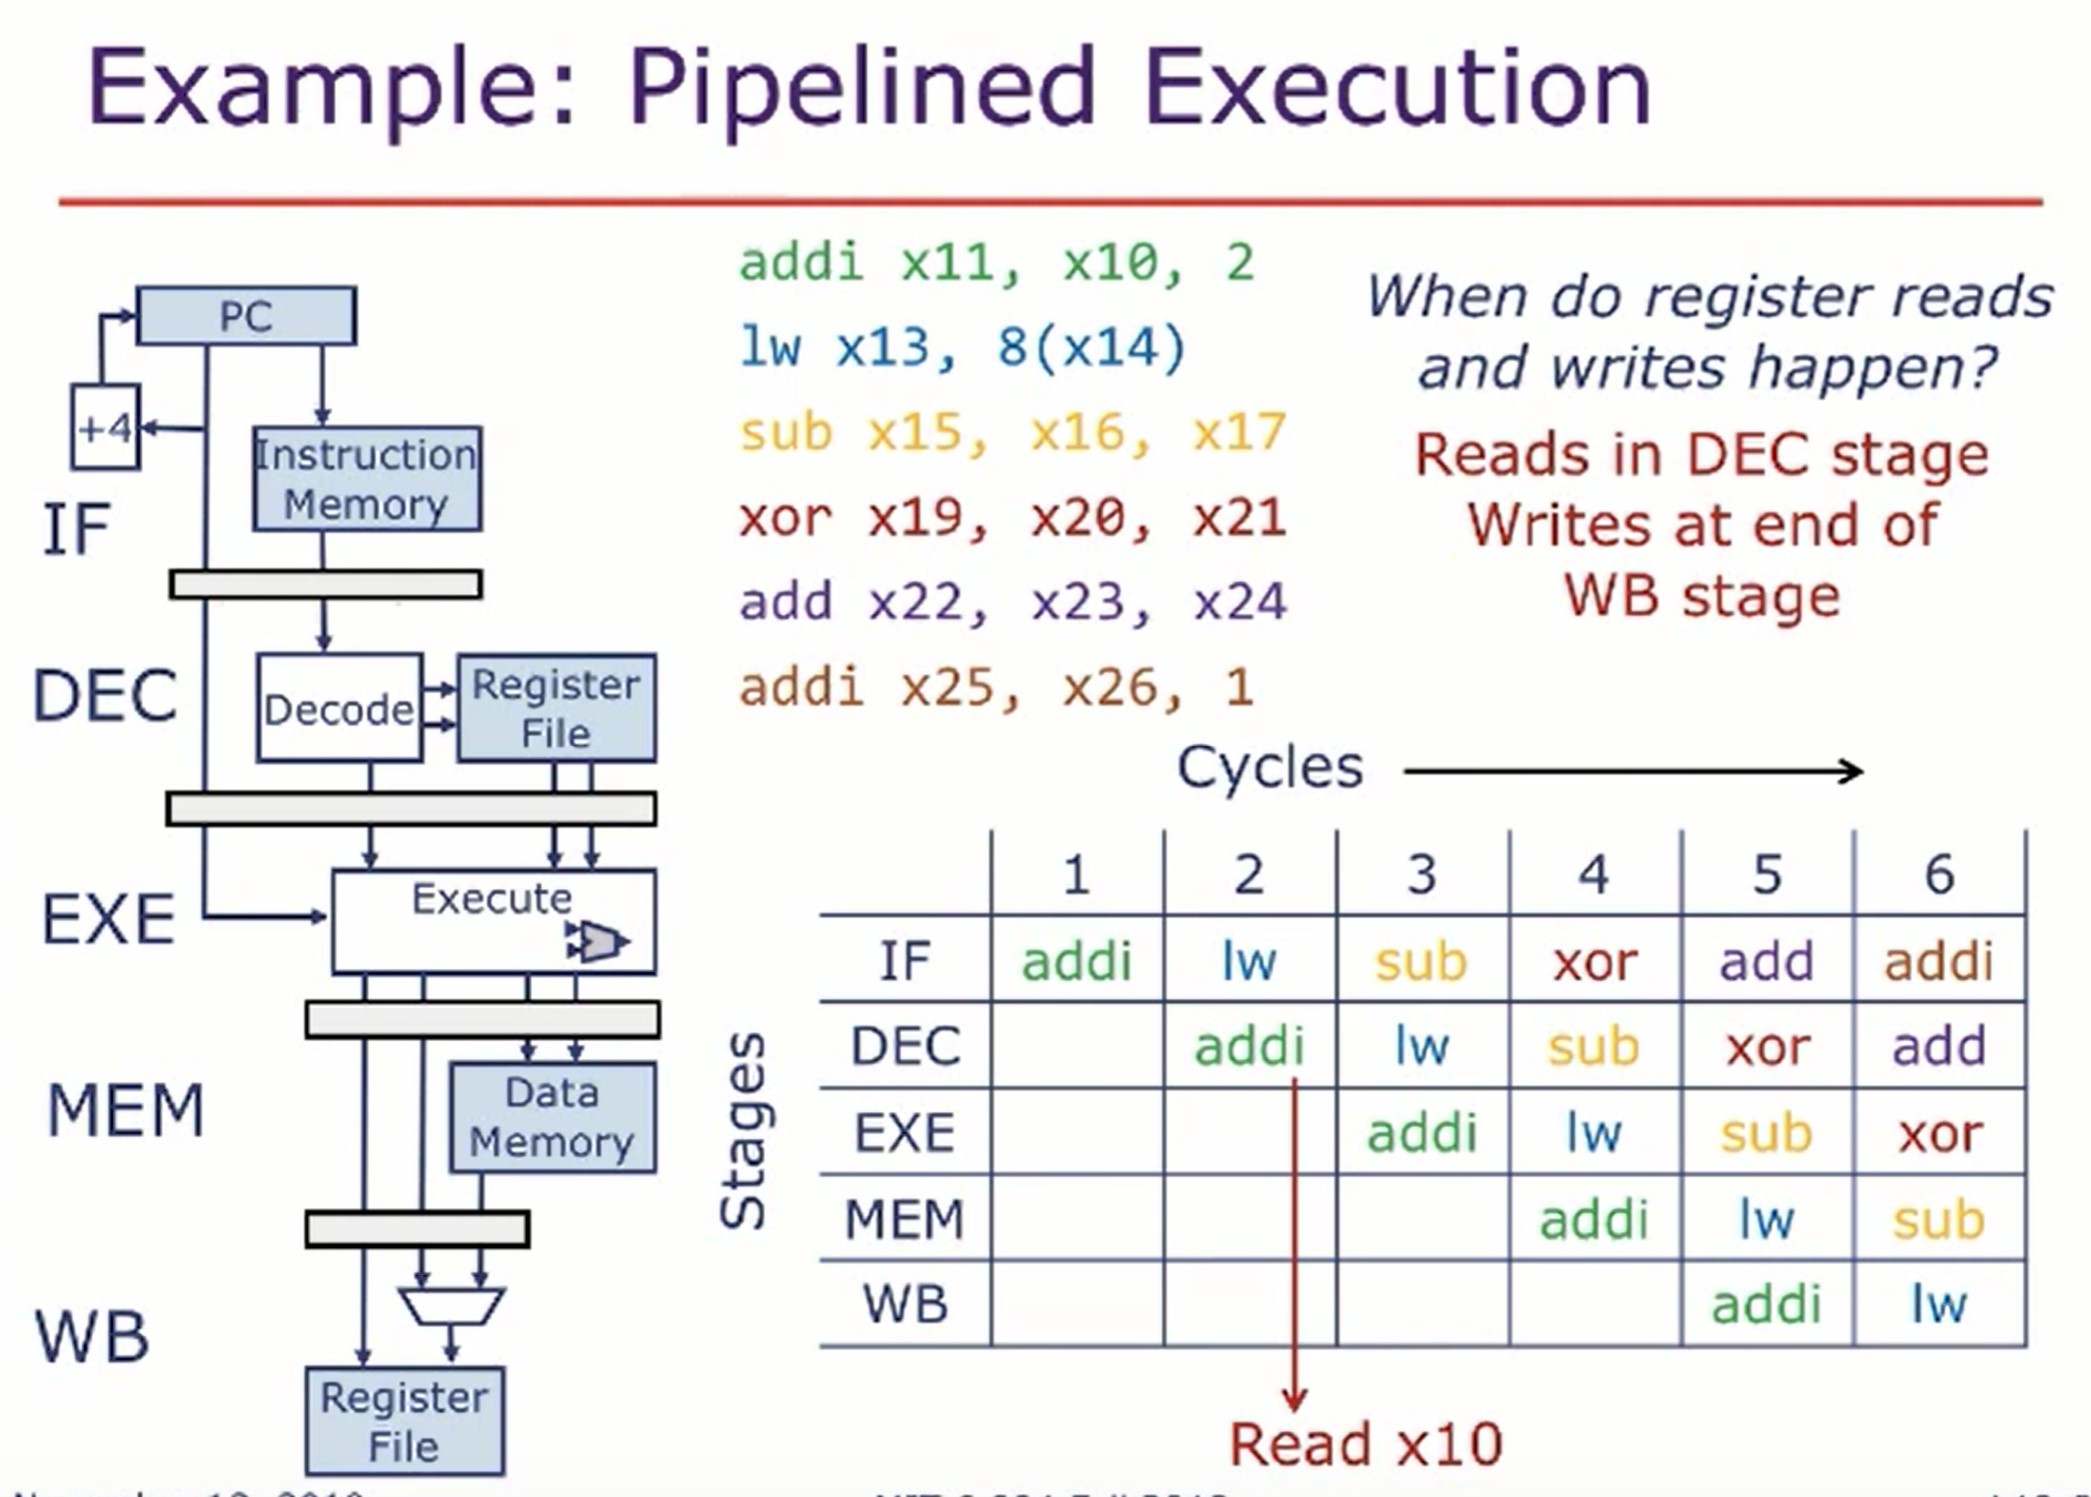 Example: Pipelined Execution
PC
+4
Instruction
Memory
IF
DEC
Decode
Register
File
EXE
Execute
MEM
Data
Memory
WB
Register
File
addi x11, x10, 2
lw x13, 8(x14)
sub x15, x16, x17
xor x19, x20, x21
add x22, x23, x24
addi x25, x26, 1
When do register reads
and writes happen?
Reads in DEC stage
Writes at end of
WB stage
Cycles
Stages
1 2 3 4 5 6
IF addi lw sub xor add addi
DEC addi lw sub xor add
EXE addi lw sub xor
MEM addi lw sub
WB addi lw
Read x10